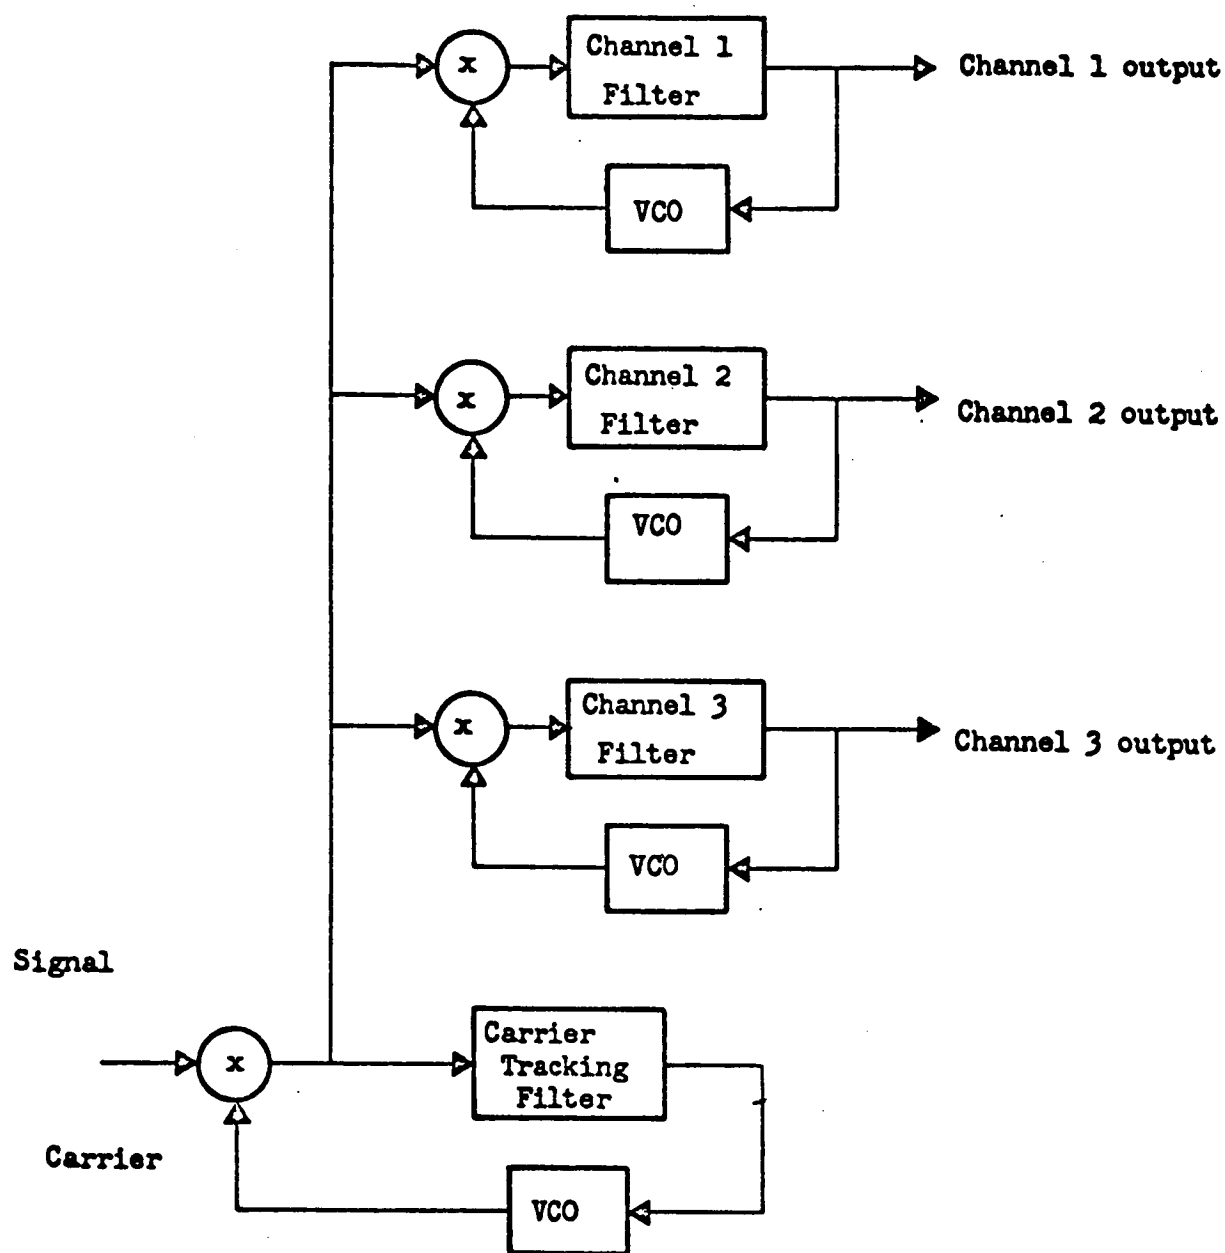 x
Channel 1
Filter
Channel 1 output
VCO
x
Channel 2
Filter
Channel 2 output
VCO
x
Channel 3
Filter
Channel 3 output
VCO
Signal
x
Carrier
Tracking
Filter
Carrier
VCO